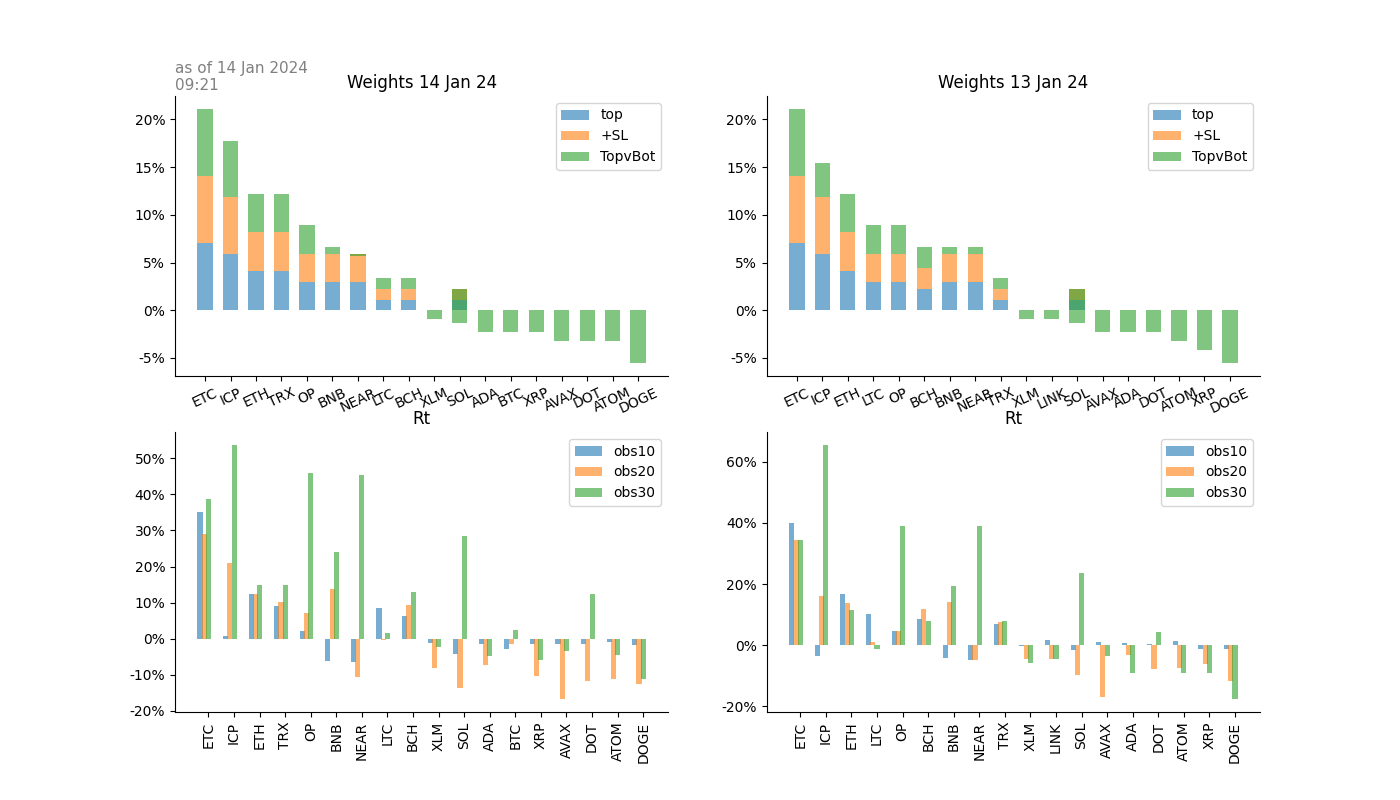 as of 14 Jan 2024
09:21
Weights 14 Jan 24
20%
15%
10%
5%
0%
-5%
top
+SL
TopvBot
ETC ICP ETH TRX OP BNB NEAR LTC BCH XLM SOL ADA BTC XRP AVAX DOT ATOM DOGE
Weights 13 Jan 24
20%
15%
10%
5%
0%
-5%
top
+SL
TopvBot
ETC ICP ETH LTC OP BCH BNB NEAR TRX XLM LINK SOL AVAX ADA DOT ATOM XRP DOGE
Rt
50%
40%
30%
20%
10%
0%
-10%
-20%
obs10
obs20
obs30
ETC ICP ETH TRX OP BNB NEAR LTC BCH XLM SOL ADA BTC XRP AVAX DOT ATOM DOGE
Rt
60%
40%
20%
0%
-20%
obs10
obs20
obs30
ETC ICP ETH LTC OP BCH BNB NEAR TRX XLM LINK SOL AVAX ADA DOT ATOM XRP DOGE